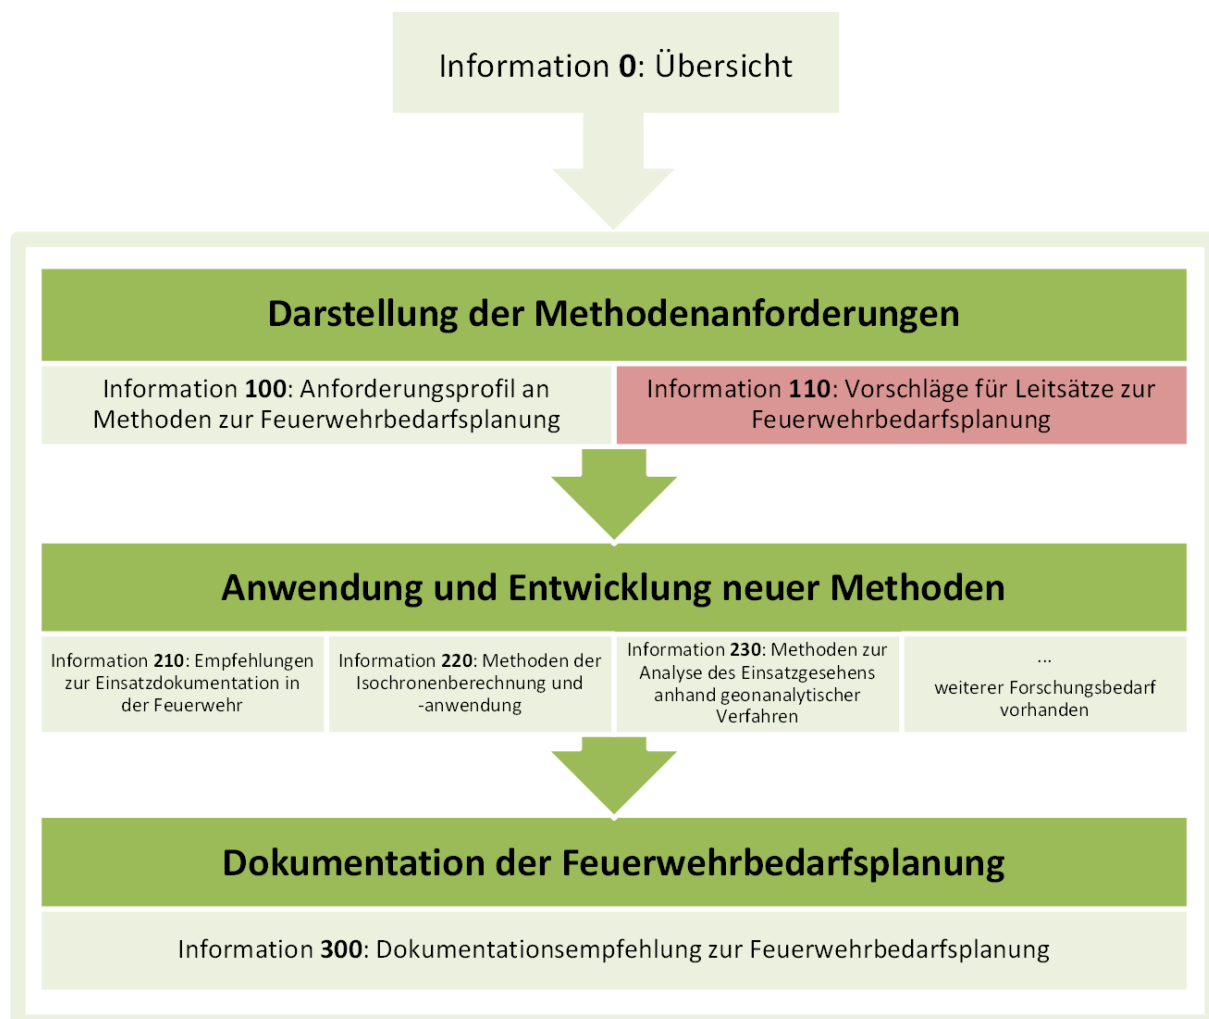 Information 0: Übersicht
Darstellung der Methodenanforderungen
Information 100: Anforderungsprofil an
Methoden zur Feuerwehrbedarfsplanung
Information 110: Vorschläge für Leitsätze zur
Feuerwehrbedarfsplanung
Anwendung und Entwicklung neuer Methoden
Information 210: Empfehlungen
zur Einsatzdokumentation in
der Feuerwehr
Information 220: Methoden der
Isochronenberechnung und
-anwendung
Information 230: Methoden zur
Analyse des Einsatzgesehens
anhand geonanalytischer
Verfahren
...
weiterer Forschungsbedarf
vorhanden
Dokumentation der Feuerwehrbedarfsplanung
Information 300: Dokumentationsempfehlung zur Feuerwehrbedarfsplanung